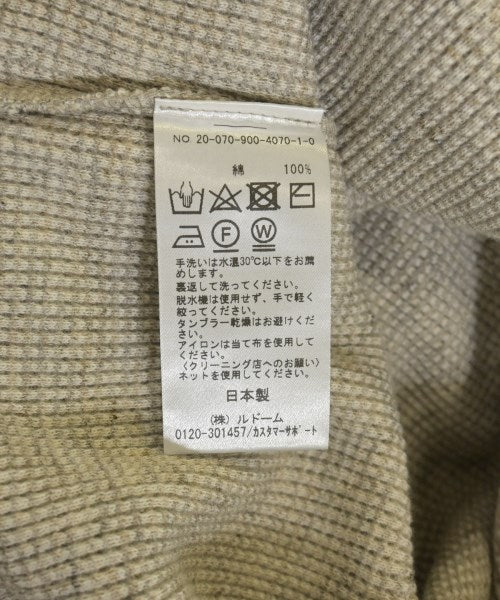 NO 20-070-900-4070-1-0
綿 100%
F W
手洗いは水温30℃以下をお薦
めします。
裏返して洗ってください。
脱水機は使用せず、手で軽く
絞ってください。
タンブラー乾燥はお避けくだ
さい。
アイロンは当て布を使用して
ください。
〈クリーニング店へのお願い〉
ネットを使用してください。
日本製
(株) ルドーム
0120-301457/カスタマーサポート